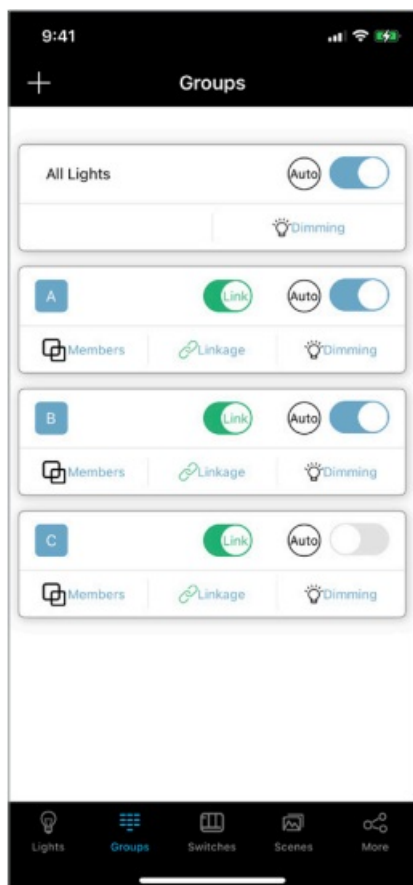 9:41
Groups
All Lights Auto
Dimming
A Link Auto
Members Linkage Dimming
B Link Auto
Members Linkage Dimming
C Link Auto
Members Linkage Dimming
Lights Groups Switches Scenes More